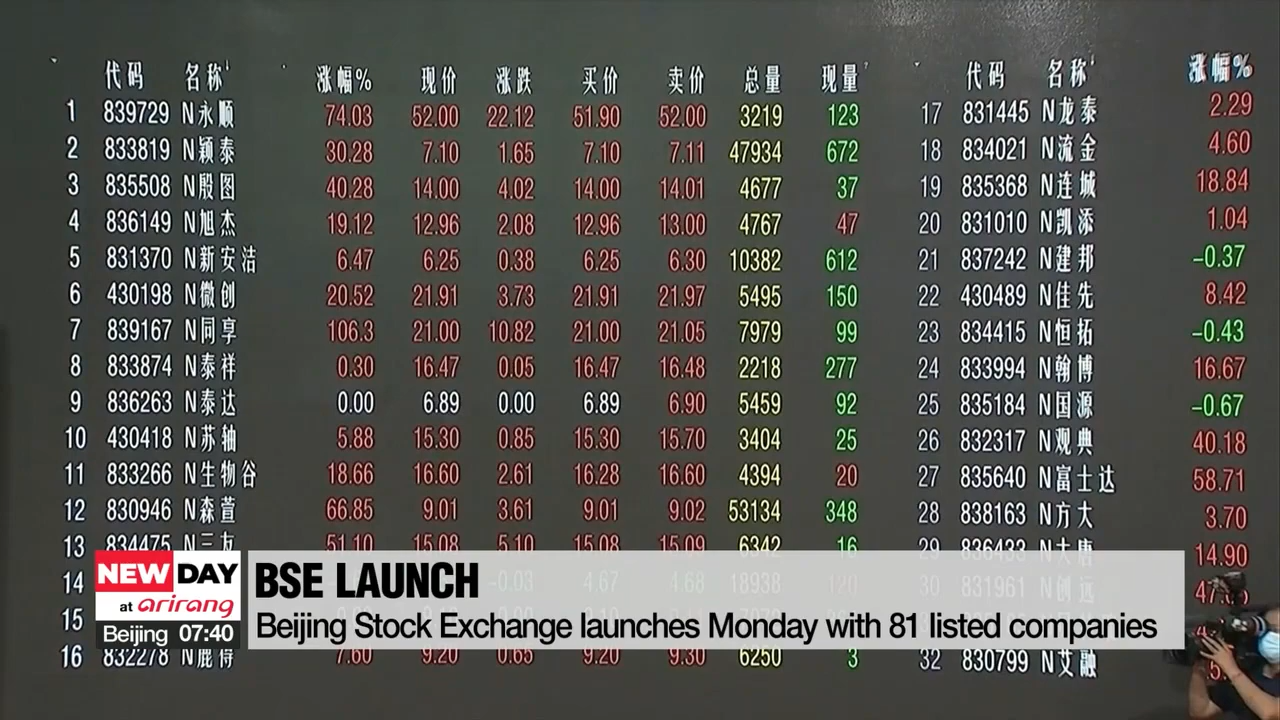 代码 名称 涨幅% 现价 涨跌 买价 卖价 总量 现量 代码 名称 涨幅%
1 839729 N永顺 74.03 52.00 22.12 51.90 52.00 3219 123 17 831445 N龙泰 2.29
2 833819 N颖泰 30.28 7.10 1.65 7.10 7.11 47934 672 18 834021 N流金 4.60
3 835508 N殷图 40.28 14.00 4.02 14.00 14.01 4677 37 19 835368 N连城 18.84
4 836149 N旭杰 19.12 12.96 2.08 12.96 13.00 4767 47 20 831010 N凯添 1.04
5 831370 N新安洁 6.47 6.25 0.38 6.25 6.30 10382 612 21 837242 N建邦 -0.37
6 430198 N微创 20.52 21.91 3.73 21.91 21.97 5495 150 22 430489 N佳先 8.42
7 839167 N同享 106.3 21.00 10.82 21.00 21.05 7979 99 23 834415 N恒拓 -0.43
8 833874 N泰祥 0.30 16.47 0.05 16.47 16.48 2218 277 24 833994 N翰博 16.67
9 836263 N泰达 0.00 6.89 0.00 6.89 6.90 5459 92 25 835184 N国源 -0.67
10 430418 N苏轴 5.88 15.30 0.85 15.30 15.70 3404 25 26 832317 N观典 40.18
11 833266 N生物谷 18.66 16.60 2.61 16.28 16.60 4394 20 27 835640 N富士达 58.71
12 830946 N森萱 66.85 9.01 3.61 9.01 9.02 53134 348 28 838163 N方大 3.70
13 834475 N三友 51.10 15.08 5.10 15.08 15.09 6342 16 29 836433 N大唐 14.90
14 -0.03 4.67 4.68 18938 120 30 831961 N创远
15
16 832278 N鹿得 7.60 9.20 0.65 9.20 9.30 6250 3 32 830799 N艾融
NEW DAY
at arirang
Beijing 07:40
BSE LAUNCH
Beijing Stock Exchange launches Monday with 81 listed companies